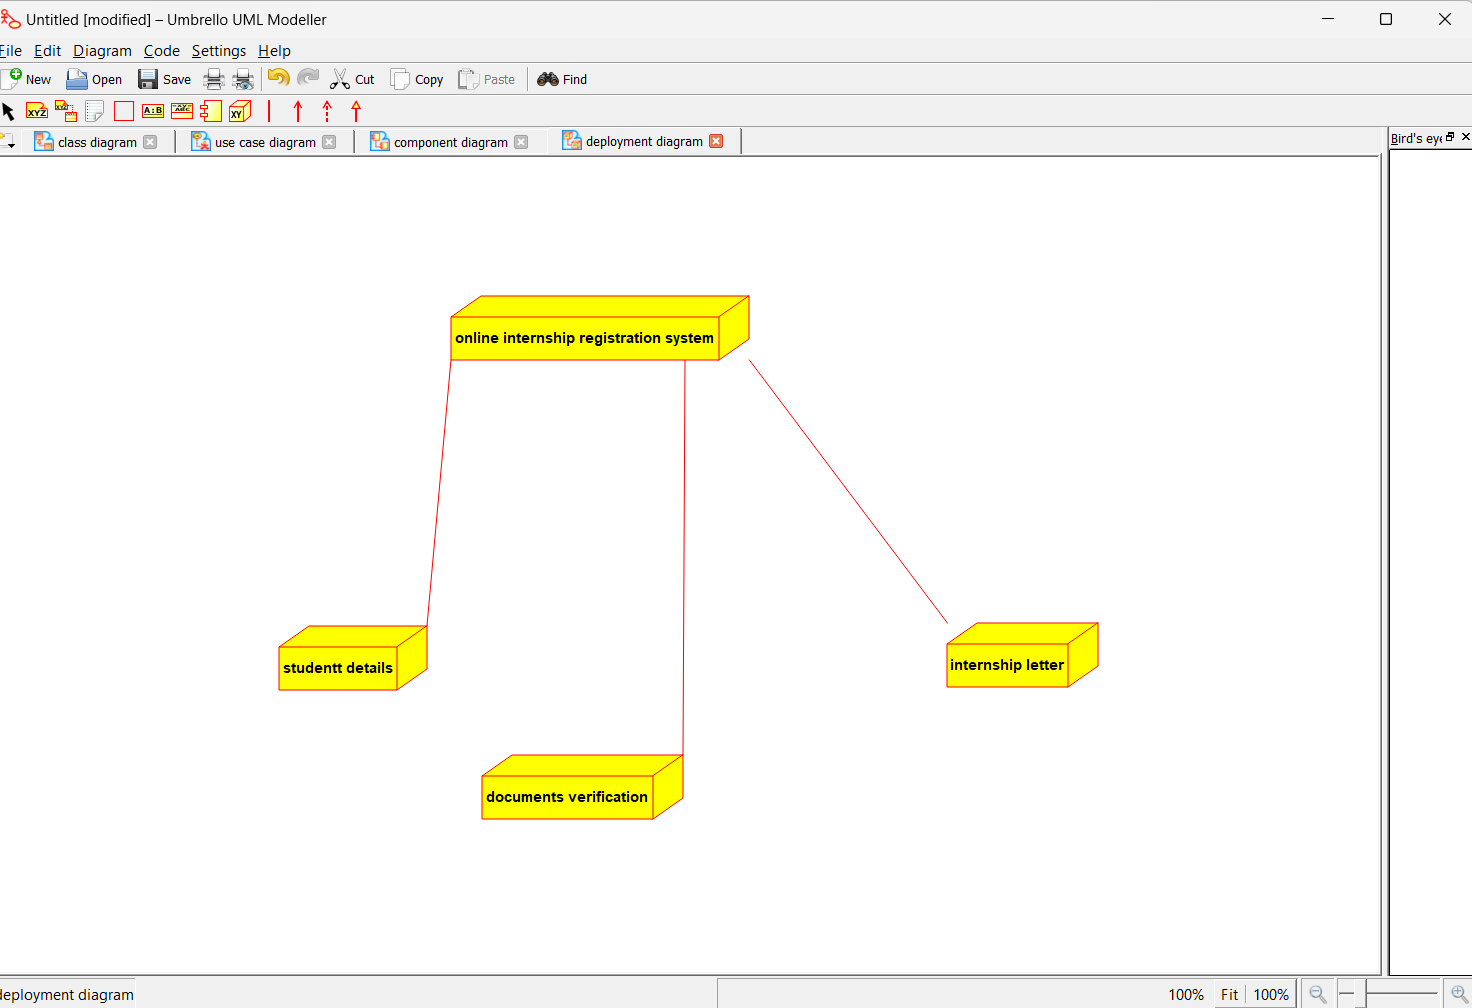 Untitled [modified] – Umbrello UML Modeller
File Edit Diagram Code Settings Help
New Open Save Cut Copy Paste Find
XYZ XYZ A:B ABC XY
class diagram use case diagram component diagram deployment diagram Bird's eye
online internship registration system
studentt details
internship letter
documents verification
deployment diagram 100% Fit 100%